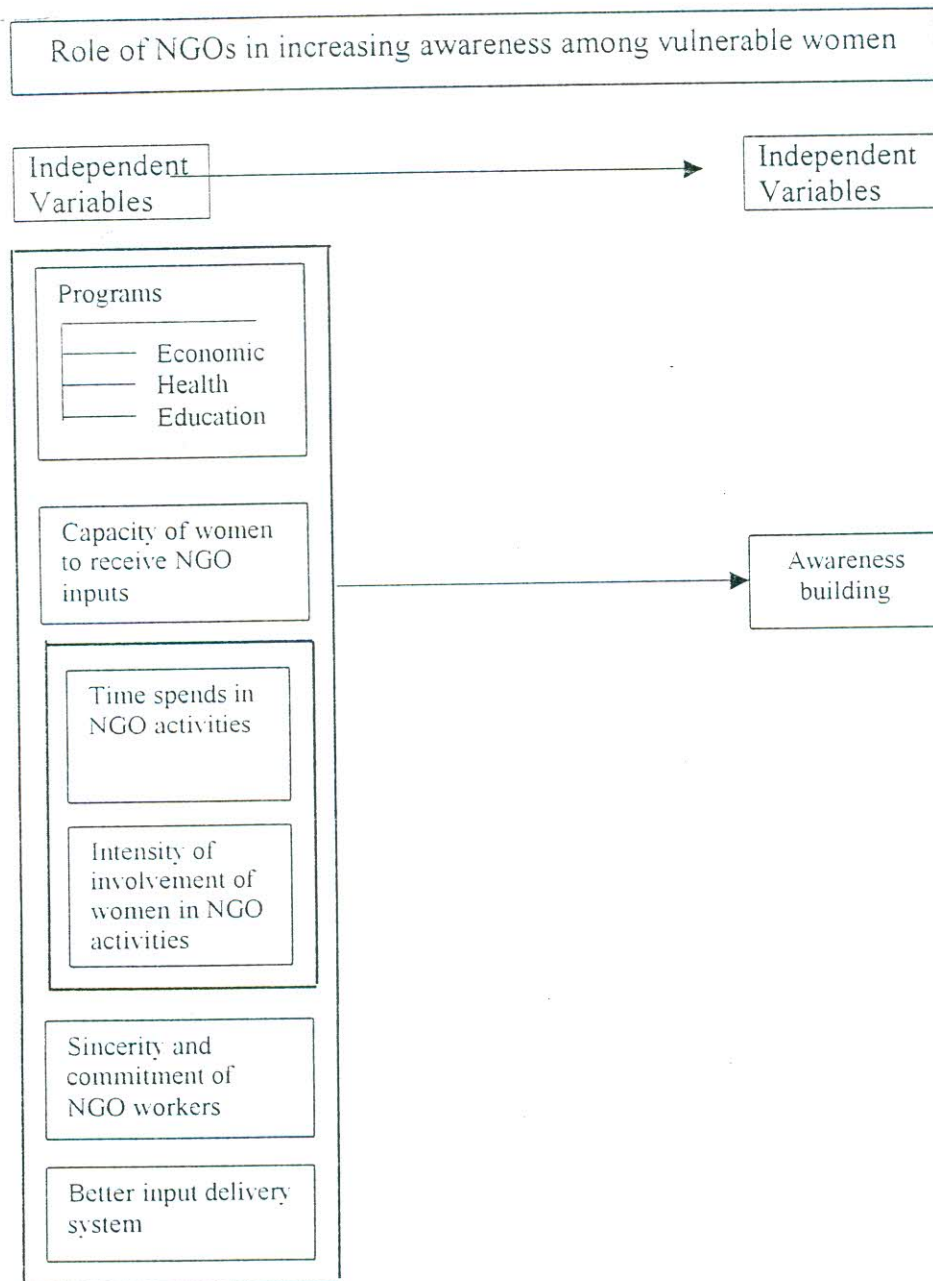 Role of NGOs in increasing awareness among vulnerable women
Independent
Variables
Independent
Variables
Programs
Economic
Health
Education
Capacity of women
to receive NGO
inputs
Awareness
building
Time spends in
NGO activities
Intensity of
involvement of
women in NGO
activities
Sincerity and
commitment of
NGO workers
Better input delivery
system